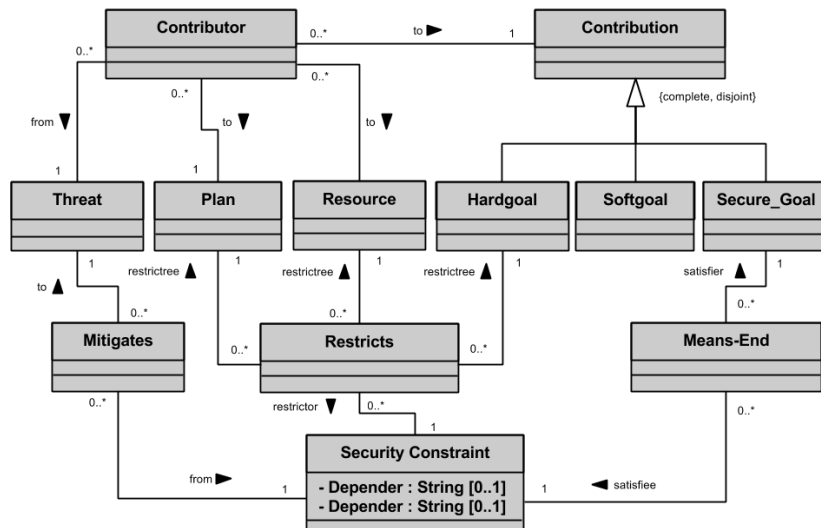 Contributor
Contribution
0..*
to
1
0..*
0..*
0..*
{complete, disjoint}
from
to
to
1
1
Threat
Plan
Resource
Hardgoal
Softgoal
Secure_Goal
1
restrictree
1
restrictree
1
restrictree
1
satisfier
1
to
0..*
0..*
0..*
Mitigates
Restricts
Means-End
0..*
0..*
0..*
restrictor
0..*
0..*
1
Security Constraint
from
1
- Depender : String [0..1]
- Depender : String [0..1]
1
satisfiee